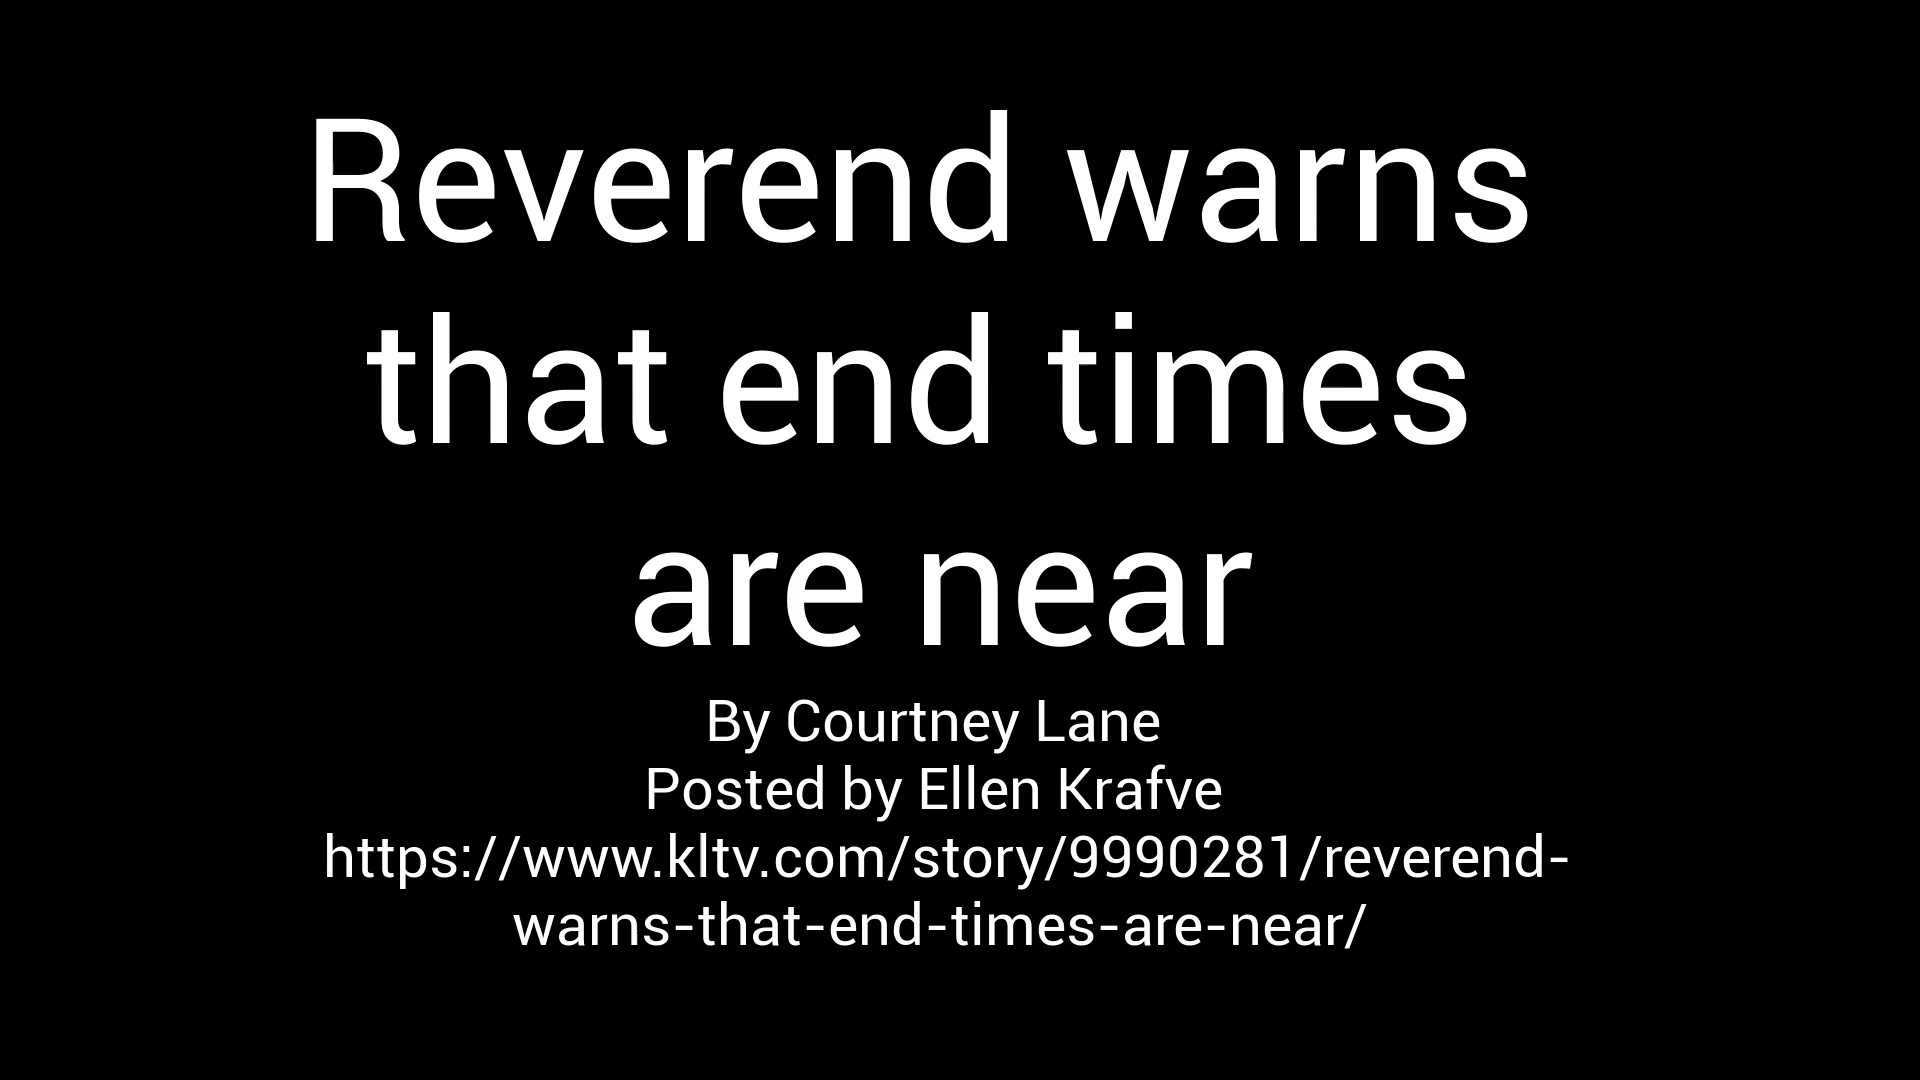 Reverend warns
that end times
are near
By Courtney Lane
Posted by Ellen Krafve
https://www.kltv.com/story/9990281/reverend-
warns-that-end-times-are-near/